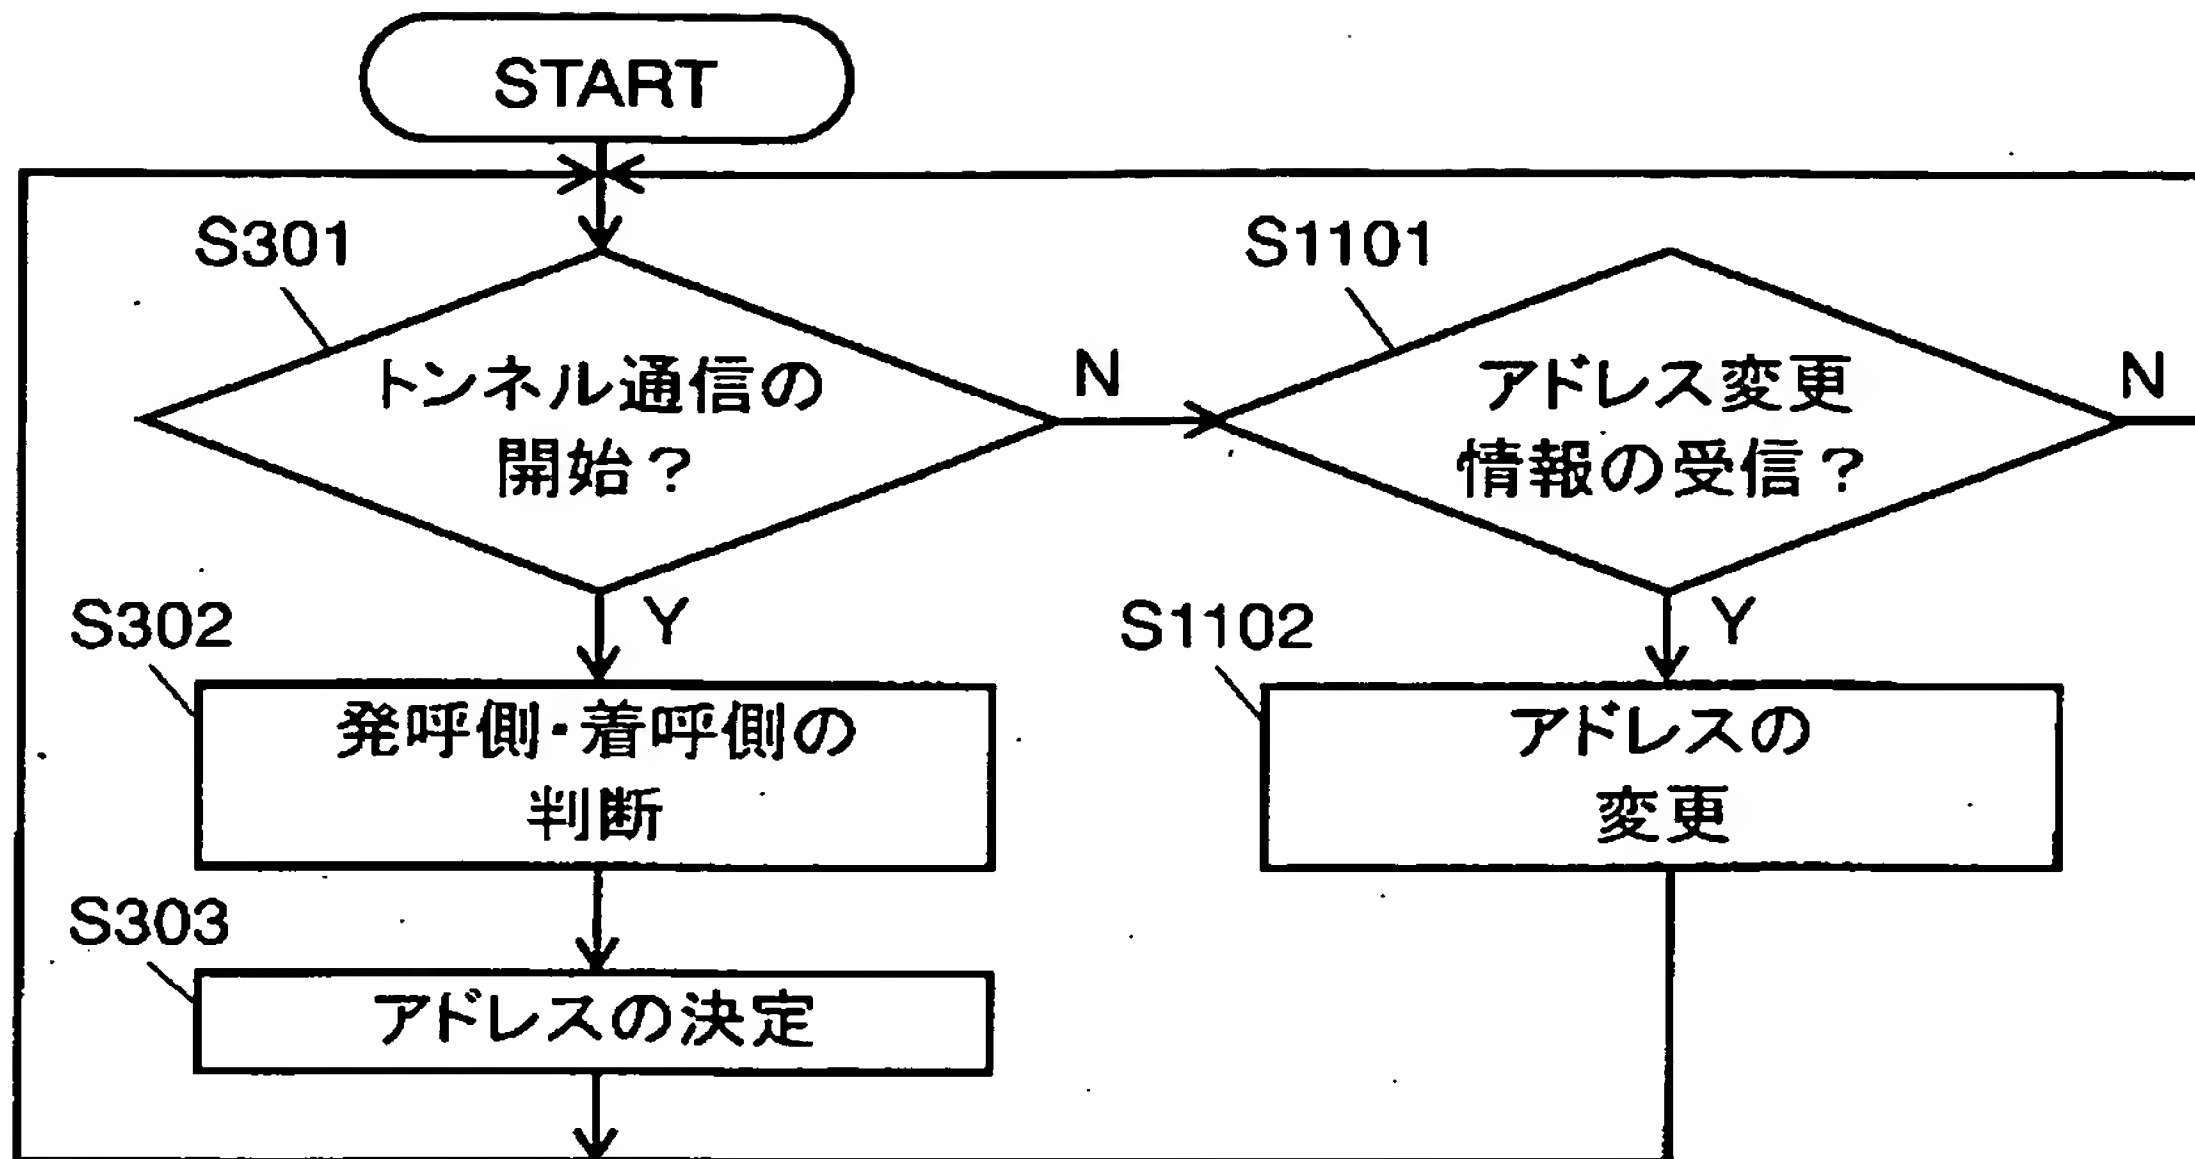 START
S301
トンネル通信の
開始？
N
S1101
アドレス変更
情報の受信？
N
Y
S302
発呼側・着呼側の
判断
Y
S1102
アドレスの
変更
S303
アドレスの決定